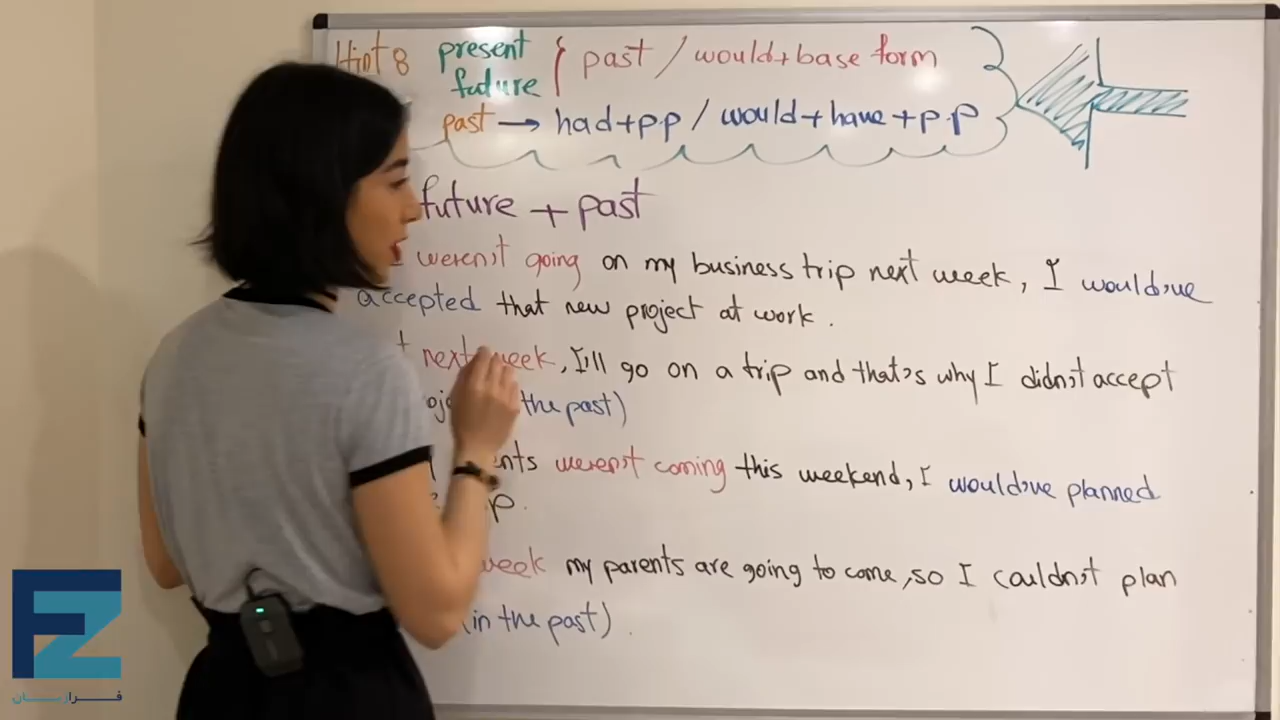 Hint 8 present { past / would+base form
future
past → had+p.p / would+have+p.p
future + past
weren't going on my business trip next week, I would've
accepted that new project at work.
next week, I'll go on a trip and that's why I didn't accept
the past)
weren't coming this weekend, I would've planned
week my parents are going to come, so I couldn't plan
(in the past).
EZ
فرازبان